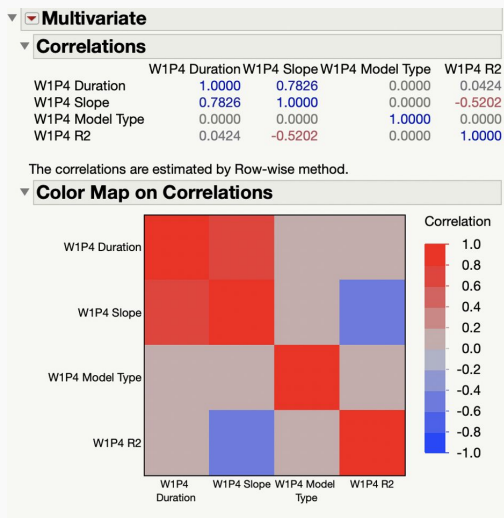 Multivariate
Correlations
W1P4 Duration W1P4 Slope W1P4 Model Type W1P4 R2
W1P4 Duration 1.0000 0.7826 0.0000 0.0424
W1P4 Slope 0.7826 1.0000 0.0000 -0.5202
W1P4 Model Type 0.0000 0.0000 1.0000 0.0000
W1P4 R2 0.0424 -0.5202 0.0000 1.0000
The correlations are estimated by Row-wise method.
Color Map on Correlations
Correlation
1.0
0.8
0.6
0.4
0.2
0.0
-0.2
-0.4
-0.6
-0.8
-1.0
W1P4 Duration
W1P4 Slope
W1P4 Model Type
W1P4 R2
W1P4 W1P4 Slope W1P4 Model W1P4 R2
Duration Type